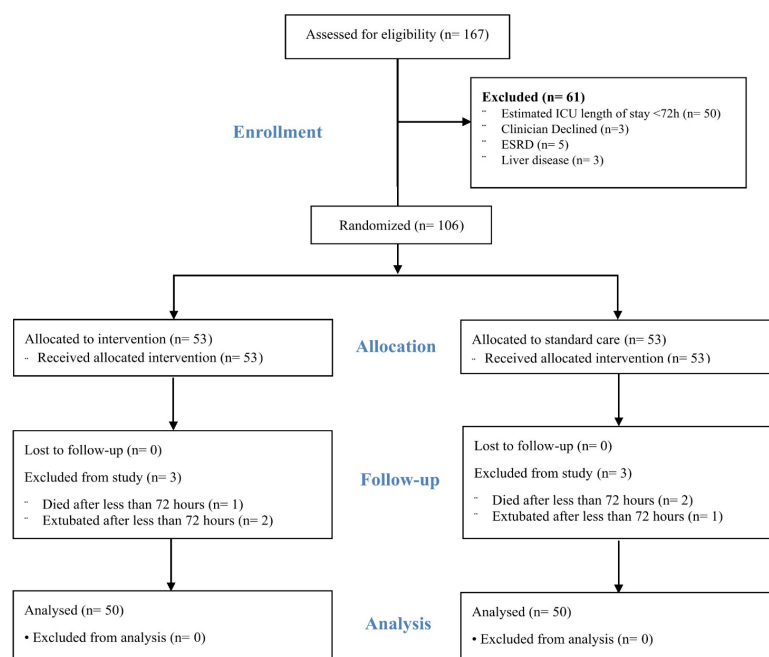 Assessed for eligibility (n= 167)
Excluded (n= 61)
¨ Estimated ICU length of stay <72h (n= 50)
¨ Clinician Declined (n=3)
¨ ESRD (n= 5)
¨ Liver disease (n= 3)
Enrollment
Randomized (n= 106)
Allocated to intervention (n= 53)
¨ Received allocated intervention (n= 53)
Allocation
Allocated to standard care (n= 53)
¨ Received allocated intervention (n= 53)
Lost to follow-up (n= 0)
Excluded from study (n= 3)
¨ Died after less than 72 hours (n= 1)
¨ Extubated after less than 72 hours (n= 2)
Follow-up
Lost to follow-up (n= 0)
Excluded from study (n= 3)
¨ Died after less than 72 hours (n= 2)
¨ Extubated after less than 72 hours (n= 1)
Analysed (n= 50)
• Excluded from analysis (n= 0)
Analysis
Analysed (n= 50)
• Excluded from analysis (n= 0)